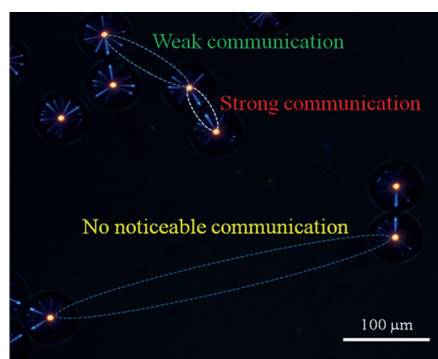 Weak communication
Strong communication
No noticeable communication
100 μm